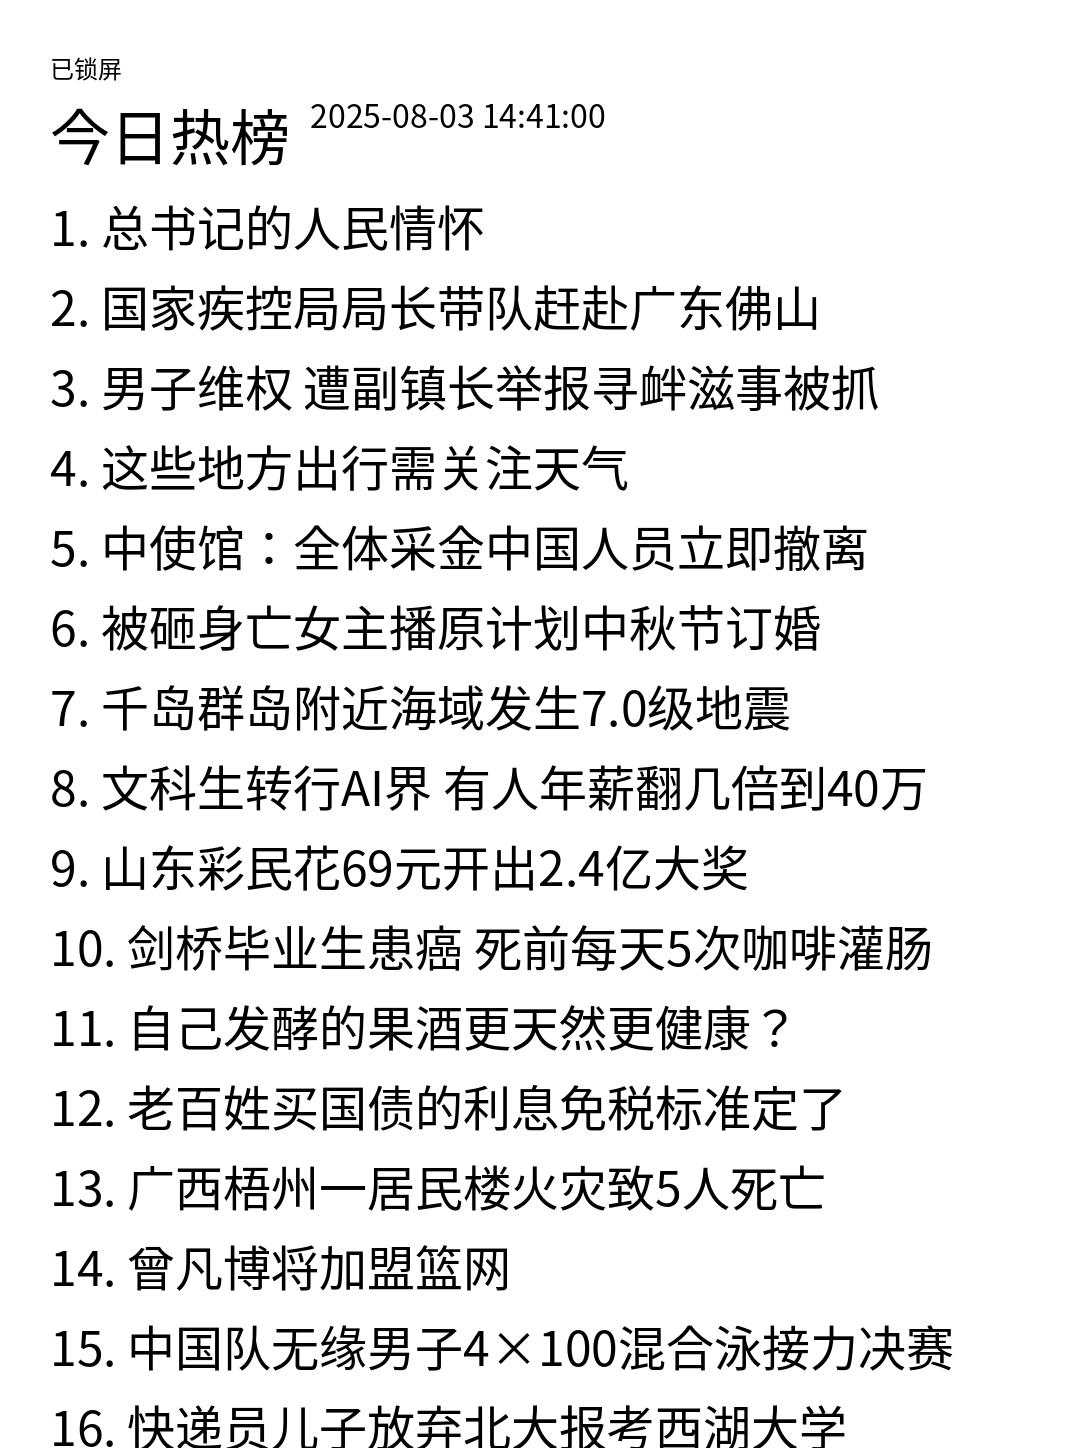 已锁屏
今日热榜 2025-08-03 14:41:00
1. 总书记的人民情怀
2. 国家疾控局局长带队赶赴广东佛山
3. 男子维权 遭副镇长举报寻衅滋事被抓
4. 这些地方出行需关注天气
5. 中使馆：全体采金中国人员立即撤离
6. 被砸身亡女主播原计划中秋节订婚
7. 千岛群岛附近海域发生7.0级地震
8. 文科生转行AI界 有人年薪翻几倍到40万
9. 山东彩民花69元开出2.4亿大奖
10. 剑桥毕业生患癌 死前每天5次咖啡灌肠
11. 自己发酵的果酒更天然更健康？
12. 老百姓买国债的利息免税标准定了
13. 广西梧州一居民楼火灾致5人死亡
14. 曾凡博将加盟篮网
15. 中国队无缘男子4×100混合泳接力决赛
16. 快递员儿子放弃北大报考西湖大学